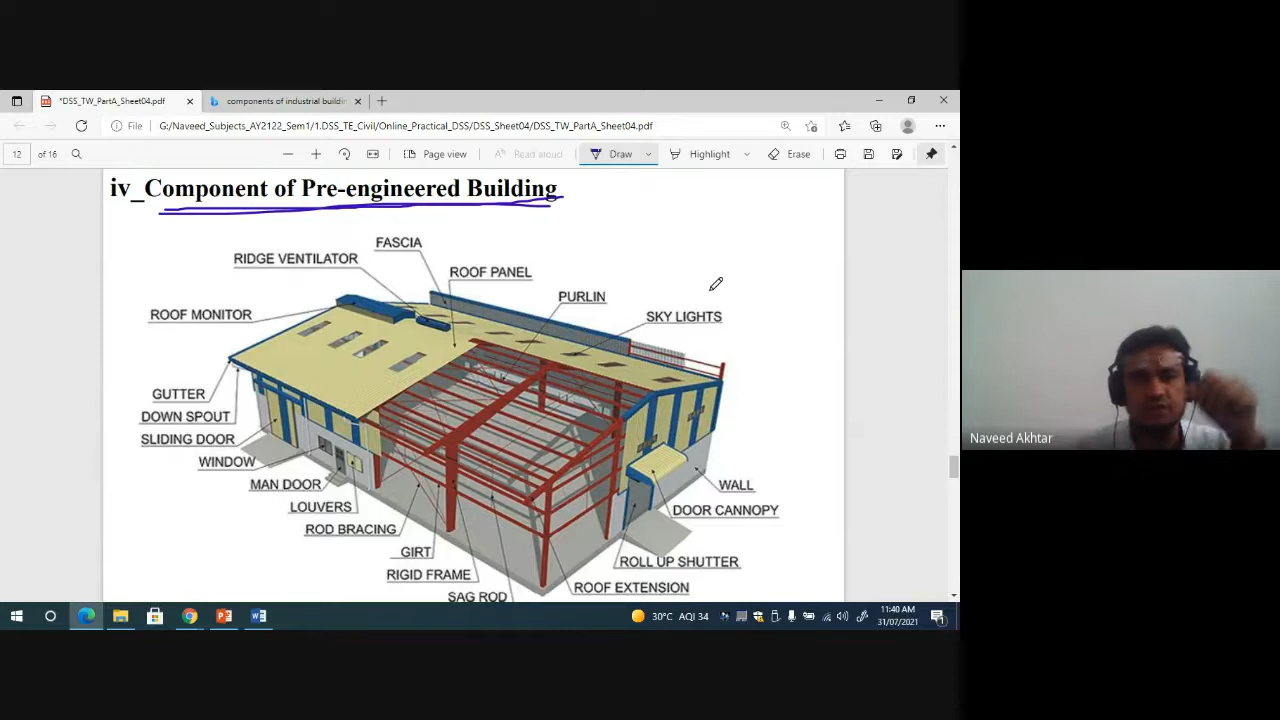 *DSS_TW_PartA_Sheet04.pdf
components of industrial buildin
File G:/Naveed_Subjects_AY2122_Sem1/1.DSS_TE_Civil/Online_Practical_DSS/DSS_Sheet04/DSS_TW_PartA_Sheet04.pdf
12 of 16 Page view Read aloud Draw Highlight Erase
iv_Component of Pre-engineered Building
FASCIA
RIDGE VENTILATOR
ROOF PANEL
PURLIN
ROOF MONITOR
SKY LIGHTS
GUTTER
DOWN SPOUT
SLIDING DOOR
WINDOW
MAN DOOR
WALL
LOUVERS
DOOR CANNOPY
ROD BRACING
GIRT
ROLL UP SHUTTER
RIGID FRAME
ROOF EXTENSION
SAG ROD
30°C AQI 34
11:40 AM
31/07/2021
Naveed Akhtar